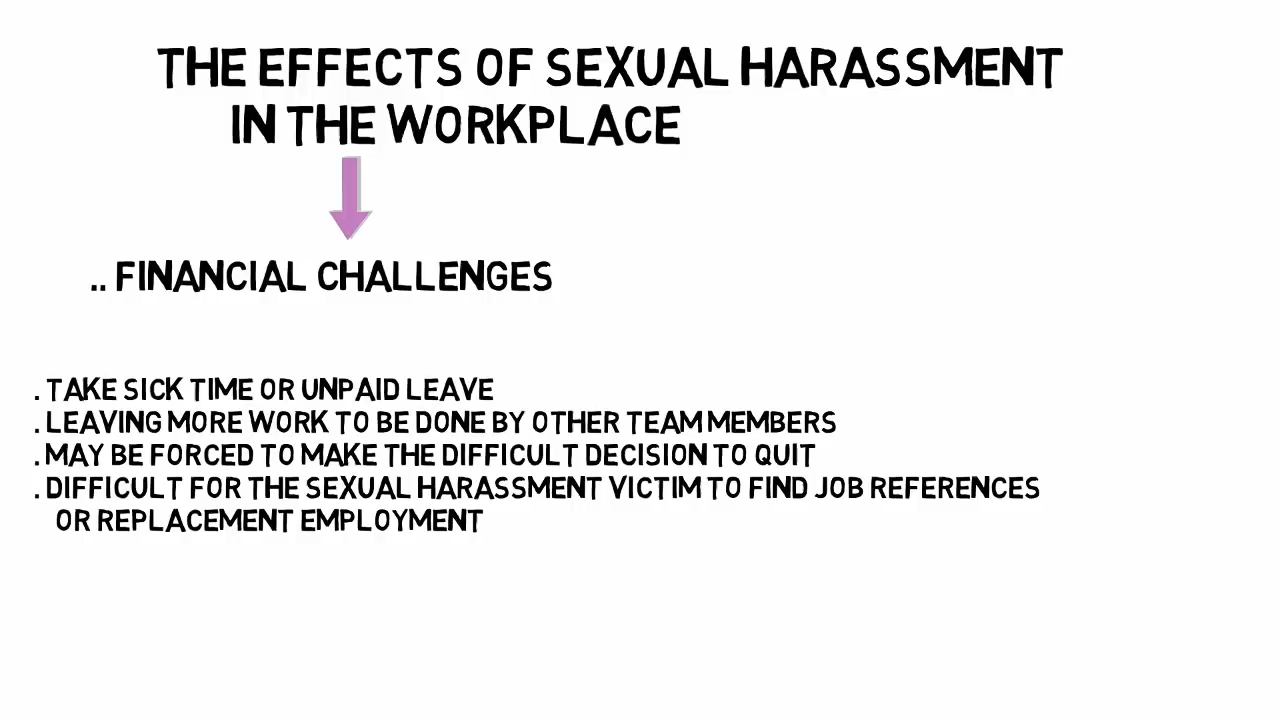 THE EFFECTS OF SEXUAL HARASSMENT
IN THE WORKPLACE
.. FINANCIAL CHALLENGES
. TAKE SICK TIME OR UNPAID LEAVE
. LEAVING MORE WORK TO BE DONE BY OTHER TEAM MEMBERS
. MAY BE FORCED TO MAKE THE DIFFICULT DECISION TO QUIT
. DIFFICULT FOR THE SEXUAL HARASSMENT VICTIM TO FIND JOB REFERENCES
OR REPLACEMENT EMPLOYMENT